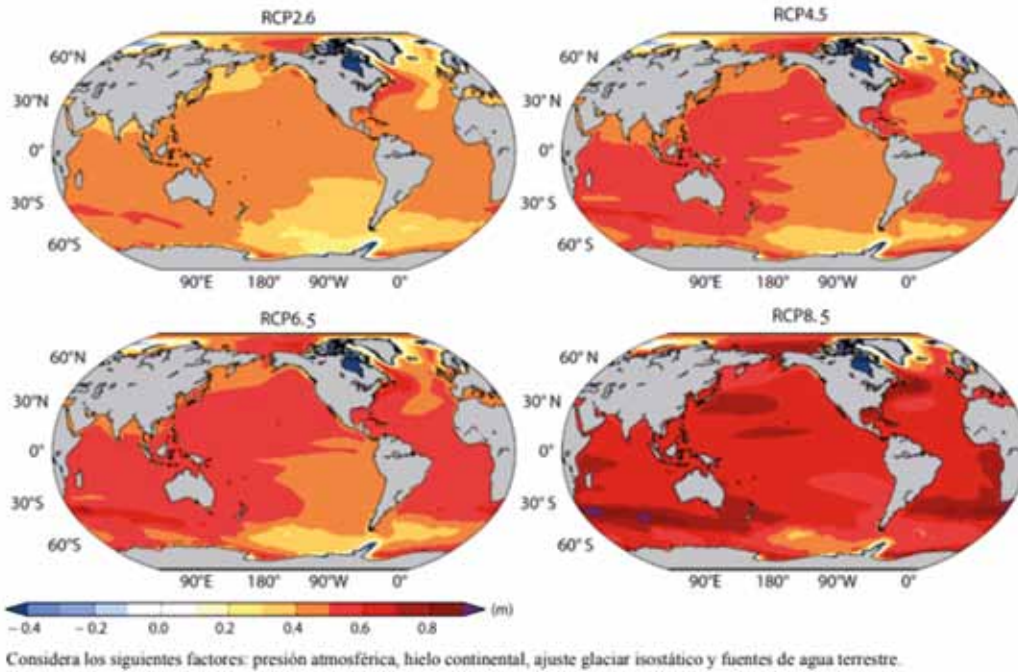 RCP2.6
RCP4.5
60°N
30°N
0°
30°S
60°S
90°E 180° 90°W 0°
60°N
30°N
0°
30°S
60°S
90°E 180° 90°W 0°
RCP6.5
RCP8.5
60°N
30°N
0°
30°S
60°S
90°E 180° 90°W 0°
60°N
30°N
0°
30°S
60°S
90°E 180° 90°W 0°
-0.4 -0.2 0.0 0.2 0.4 0.6 0.8 (m)
Considera los siguientes factores: presión atmosférica, hielo continental, ajuste glaciar isostático y fuentes de agua terrestre.